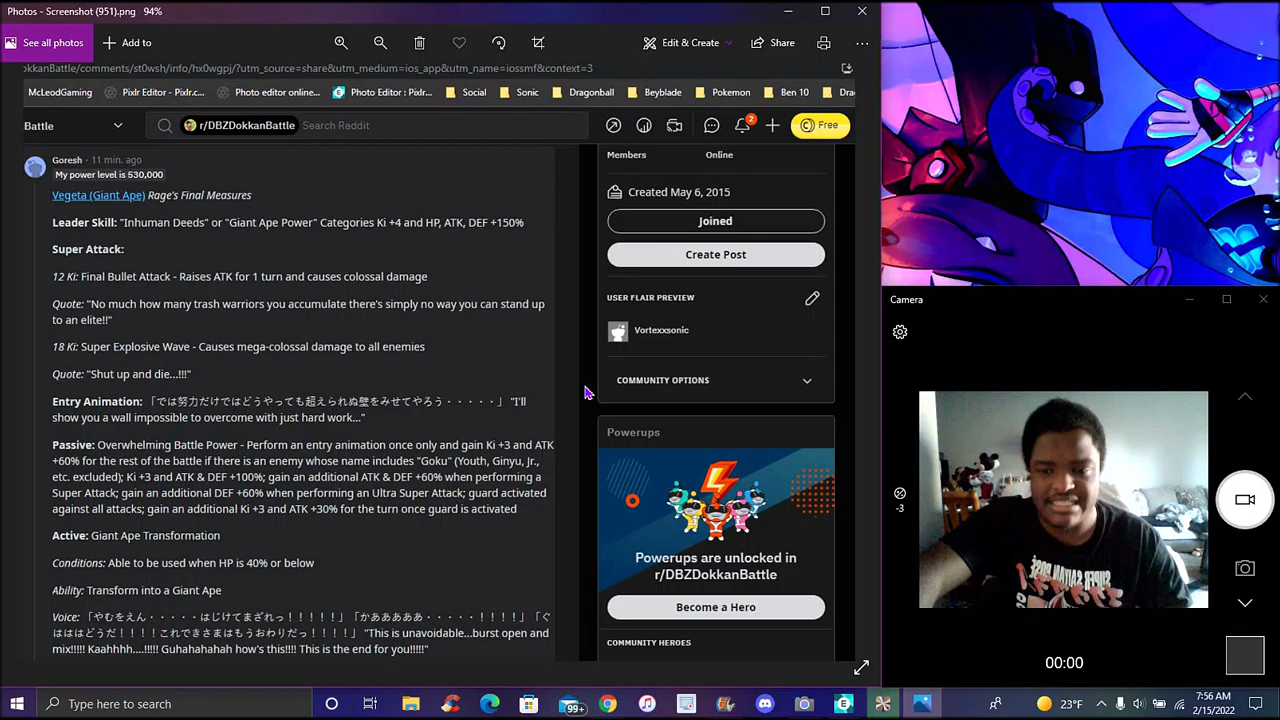 Photos - Screenshot (951).png 94%
See all photos
Add to
Edit & Create
Share
kkanBattle/comments/st0wsh/info/hx0wgpj/?utm_source=share&utm_medium=ios_app&utm_name=iossmf&context=3
McLeodGaming
Pixlr Editor - Pixlr.c...
Photo editor online...
Photo Editor : Pixlr...
Social
Sonic
Dragonball
Beyblade
Pokemon
Ben 10
Dra
Battle
r/DBZDokkanBattle
Search Reddit
2
Free
Goresh · 11 min. ago
My power level is 530,000
Vegeta (Giant Ape) Rage's Final Measures
Leader Skill: "Inhuman Deeds" or "Giant Ape Power" Categories Ki +4 and HP, ATK, DEF +150%
Super Attack:
12 Ki: Final Bullet Attack - Raises ATK for 1 turn and causes colossal damage
Quote: "No much how many trash warriors you accumulate there's simply no way you can stand up
to an elite!!"
18 Ki: Super Explosive Wave - Causes mega-colossal damage to all enemies
Quote: "Shut up and die...!!!"
Entry Animation: 「では努力だけではどうやっても超えられぬ壁をみせてやろう・・・・・」 "I'll
show you a wall impossible to overcome with just hard work..."
Passive: Overwhelming Battle Power - Perform an entry animation once only and gain Ki +3 and ATK
+60% for the rest of the battle if there is an enemy whose name includes "Goku" (Youth, Ginyu, Jr.,
etc. excluded); Ki +3 and ATK & DEF +100%; gain an additional ATK & DEF +60% when performing a
Super Attack; gain an additional DEF +60% when performing an Ultra Super Attack; guard activated
against all attacks; gain an additional Ki +3 and ATK +30% for the turn once guard is activated
Active: Giant Ape Transformation
Conditions: Able to be used when HP is 40% or below
Ability: Transform into a Giant Ape
Voice: 「やむをえん・・・・・はじけてまざれっ！！！！！」「かあああああ・・・・・！！！！」「ぐ
はははどうだ！！！！これできさまはもうおわりだっ！！！！」 "This is unavoidable...burst open and
mix!!!!! Kaahhhh....!!!!! Guhahahahah how's this!!!! This is the end for you!!!!!"
Members
Online
Created May 6, 2015
Joined
Create Post
USER FLAIR PREVIEW
Vortexxsonic
COMMUNITY OPTIONS
Powerups
Powerups are unlocked in
r/DBZDokkanBattle
Become a Hero
COMMUNITY HEROES
Camera
-3
00:00
Type here to search
99+
23°F
7:56 AM
2/15/2022